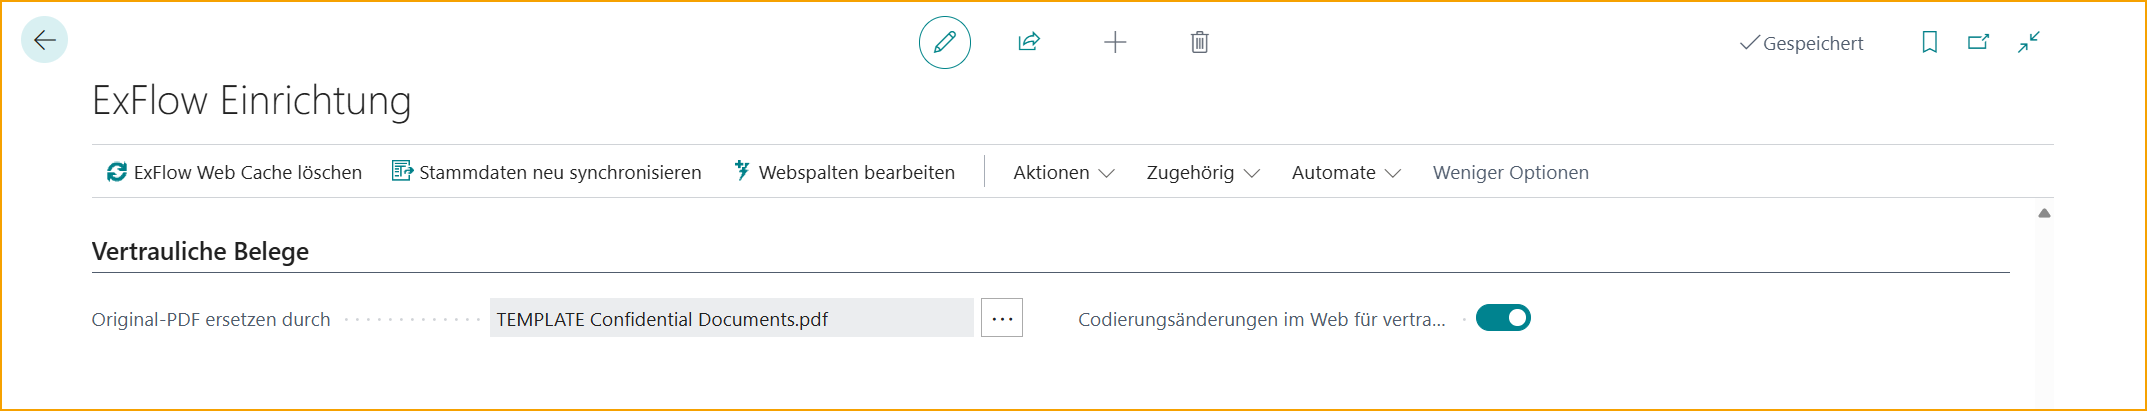 Gespeichert
ExFlow Einrichtung
ExFlow Web Cache löschen Stammdaten neu synchronisieren Webspalten bearbeiten Aktionen Zugehörig Automate Weniger Optionen
Vertrauliche Belege
Original-PDF ersetzen durch TEMPLATE Confidential Documents.pdf ... Codierungsänderungen im Web für vertra...